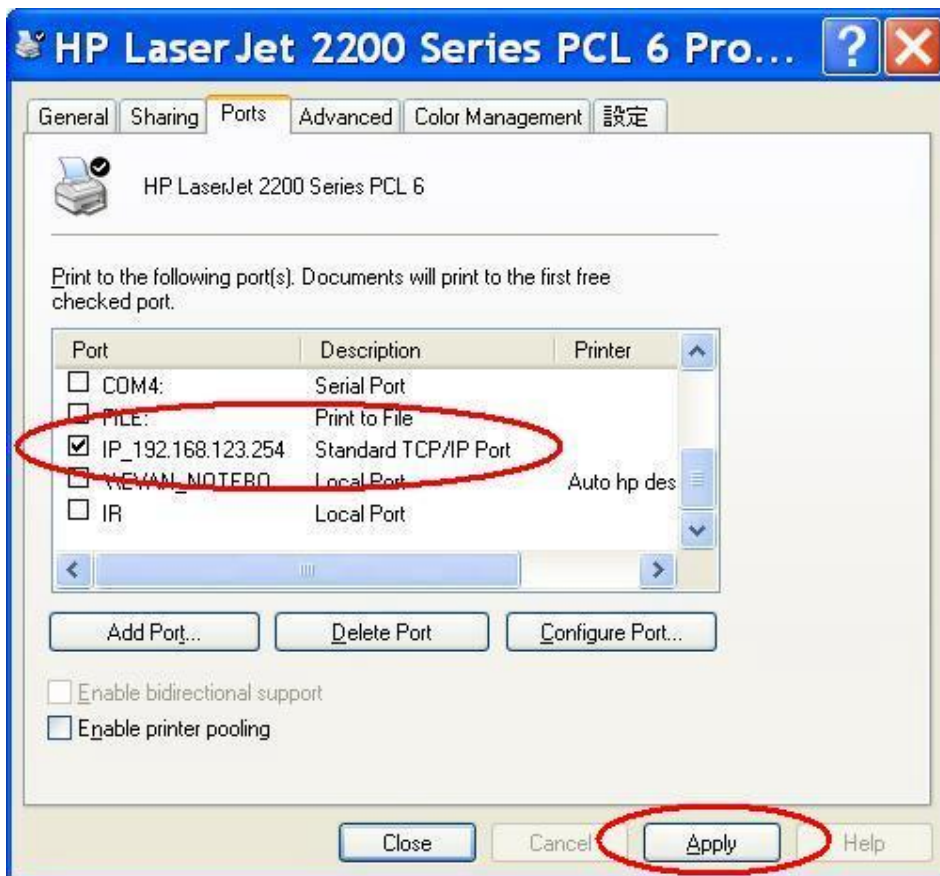 HP LaserJet 2200 Series PCL 6 Pro...
General Sharing Ports Advanced Color Management 設定
HP LaserJet 2200 Series PCL 6
Print to the following port(s). Documents will print to the first free
checked port.
Port Description Printer
COM4: Serial Port
FILE: Print to File
IP_192.168.123.254 Standard TCP/IP Port
\\EVAN_NOTEBO... Local Port Auto hp des
IR Local Port
Add Port... Delete Port Configure Port...
Enable bidirectional support
Enable printer pooling
Close Cancel Apply Help